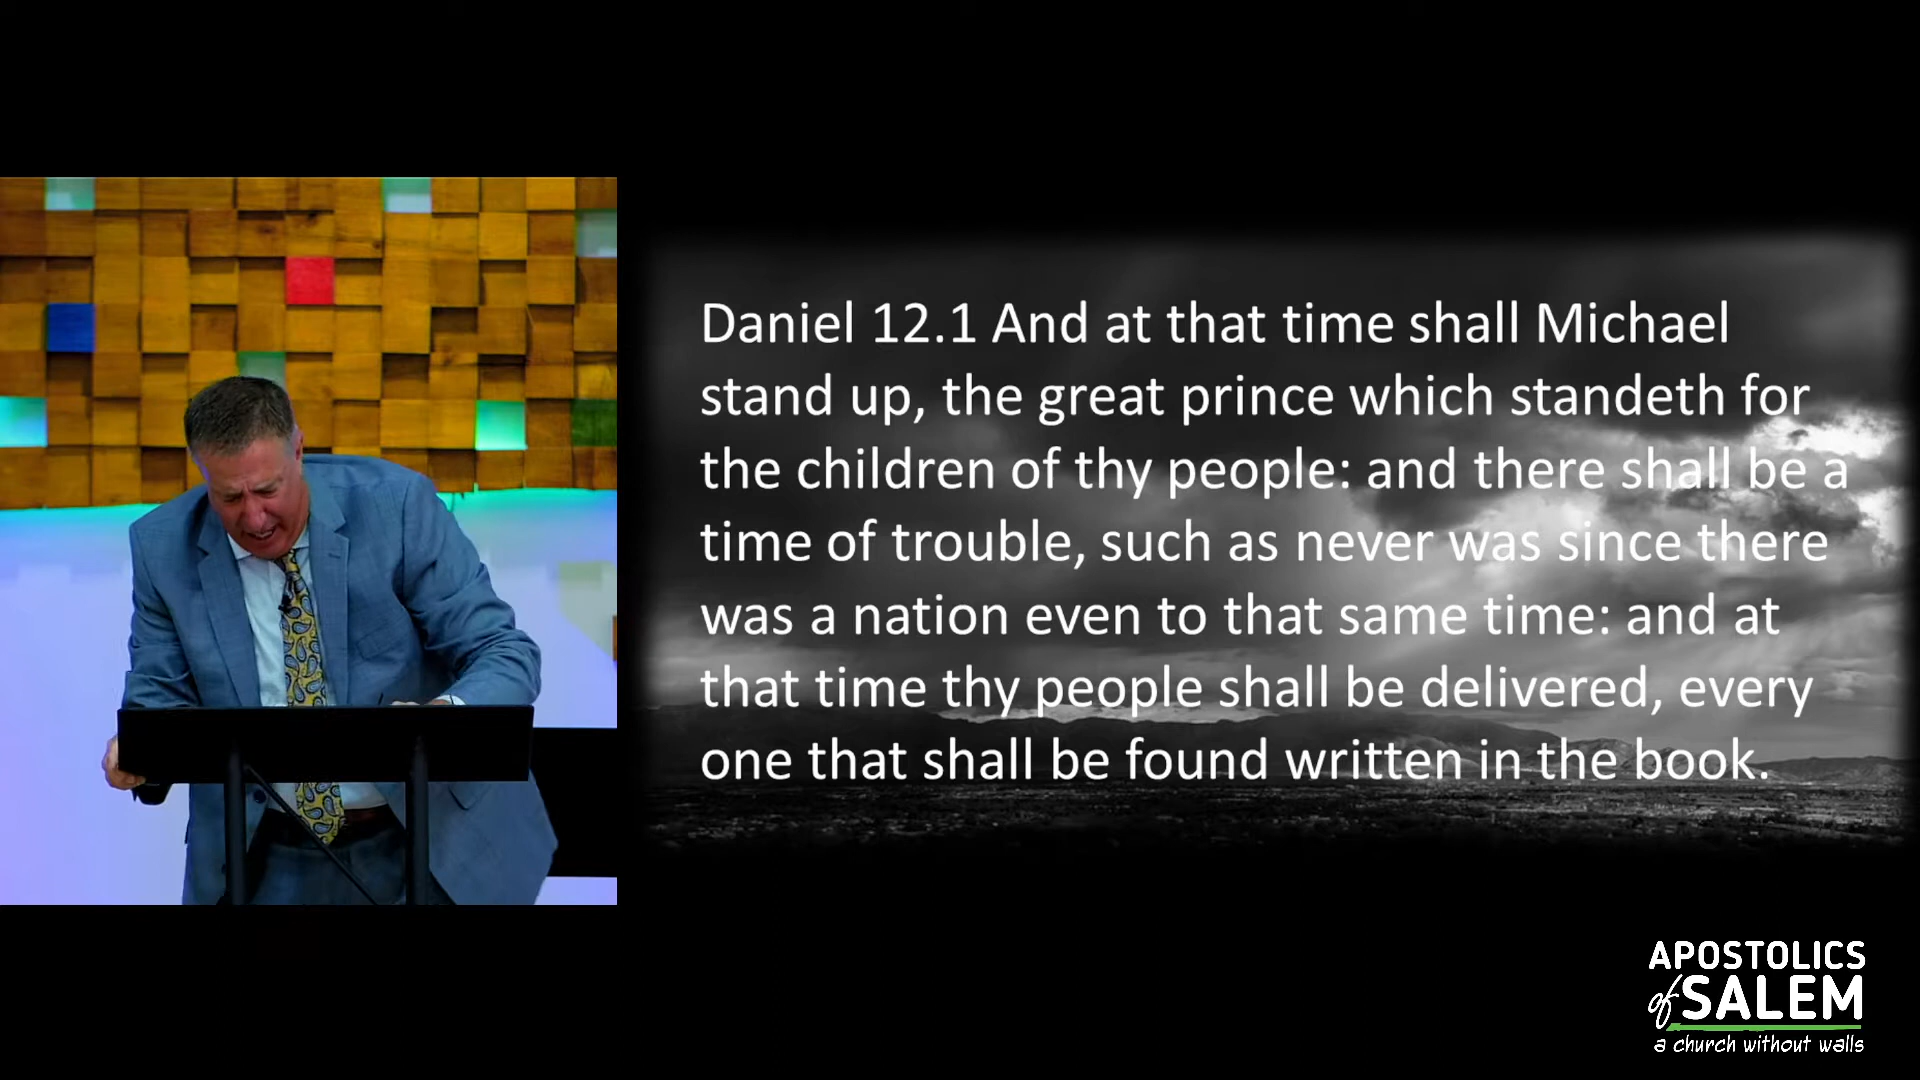 Daniel 12.1 And at that time shall Michael
stand up, the great prince which standeth for
the children of thy people: and there shall be a
time of trouble, such as never was since there
was a nation even to that same time: and at
that time thy people shall be delivered, every
one that shall be found written in the book.
APOSTOLICS
of SALEM
a church without walls